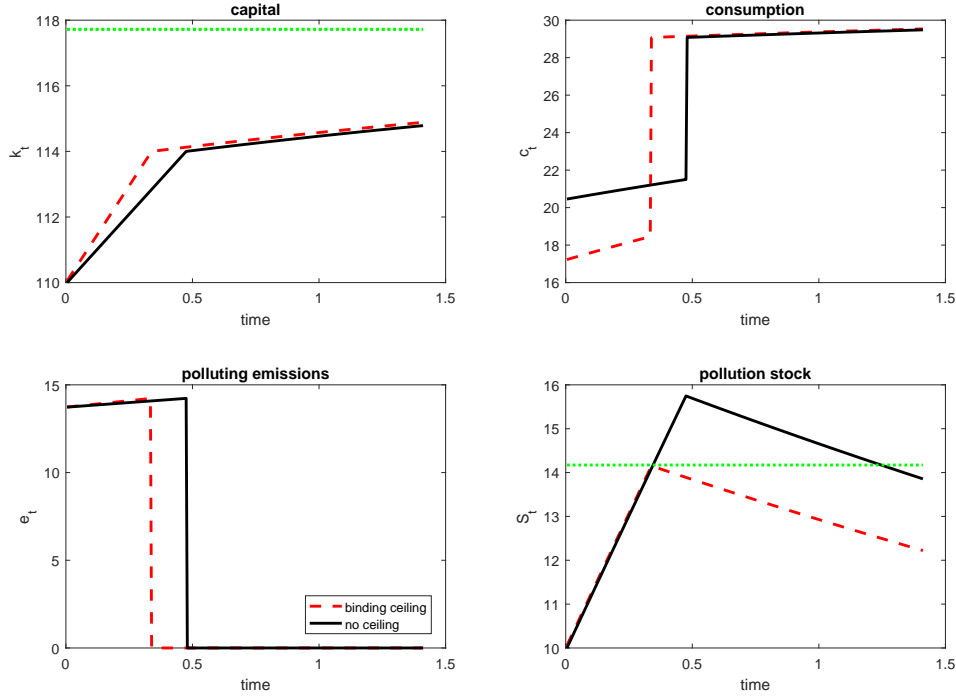 capital
118
116
114
112
110
k_t
0
0.5
1
1.5
time
consumption
30
28
26
24
22
20
18
16
c_t
0
0.5
1
1.5
time
polluting emissions
15
10
5
0
e_t
0
0.5
1
1.5
time
binding ceiling
no ceiling
pollution stock
16
15
14
13
12
11
10
S_t
0
0.5
1
1.5
time